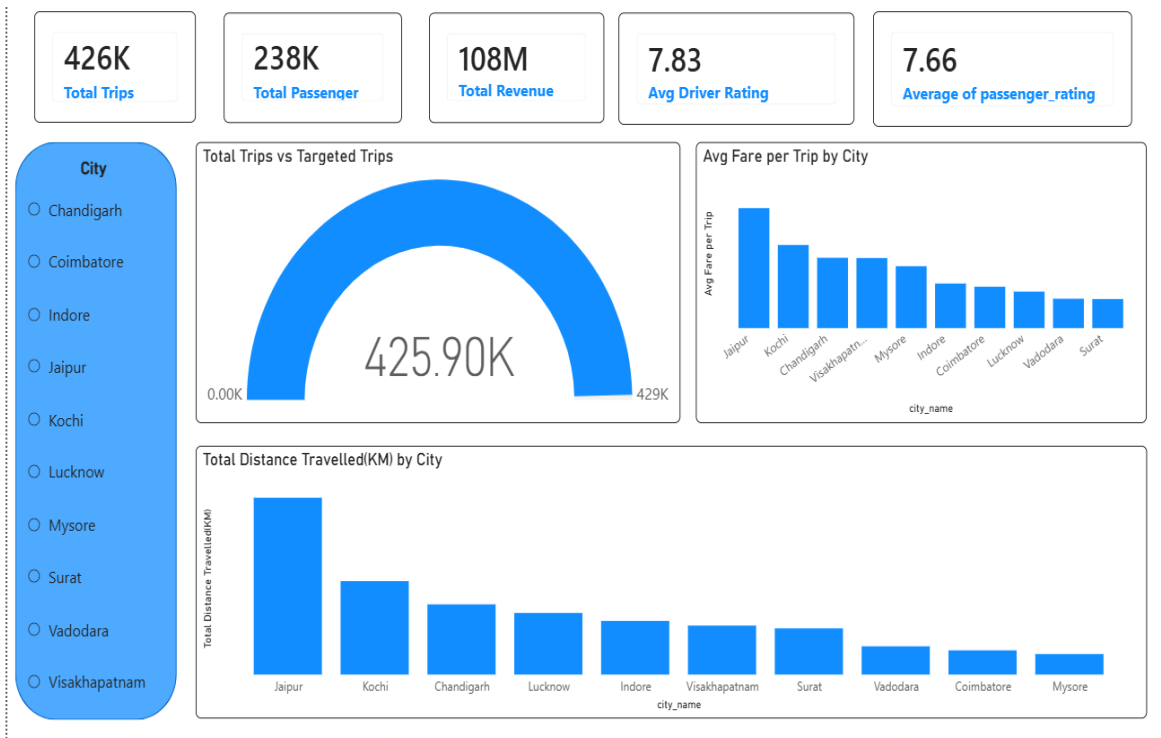 426K
Total Trips
238K
Total Passenger
108M
Total Revenue
7.83
Avg Driver Rating
7.66
Average of passenger_rating
City
Chandigarh
Coimbatore
Indore
Jaipur
Kochi
Lucknow
Mysore
Surat
Vadodara
Visakhapatnam
Total Trips vs Targeted Trips
425.90K
0.00K
429K
Avg Fare per Trip by City
Avg Fare per Trip
Jaipur
Kochi
Chandigarh
Visakhapatn...
Mysore
Indore
Coimbatore
Lucknow
Vadodara
Surat
city_name
Total Distance Travelled(KM) by City
Total Distance Travelled(KM)
Jaipur
Kochi
Chandigarh
Lucknow
Indore
Visakhapatnam
Surat
Vadodara
Coimbatore
Mysore
city_name